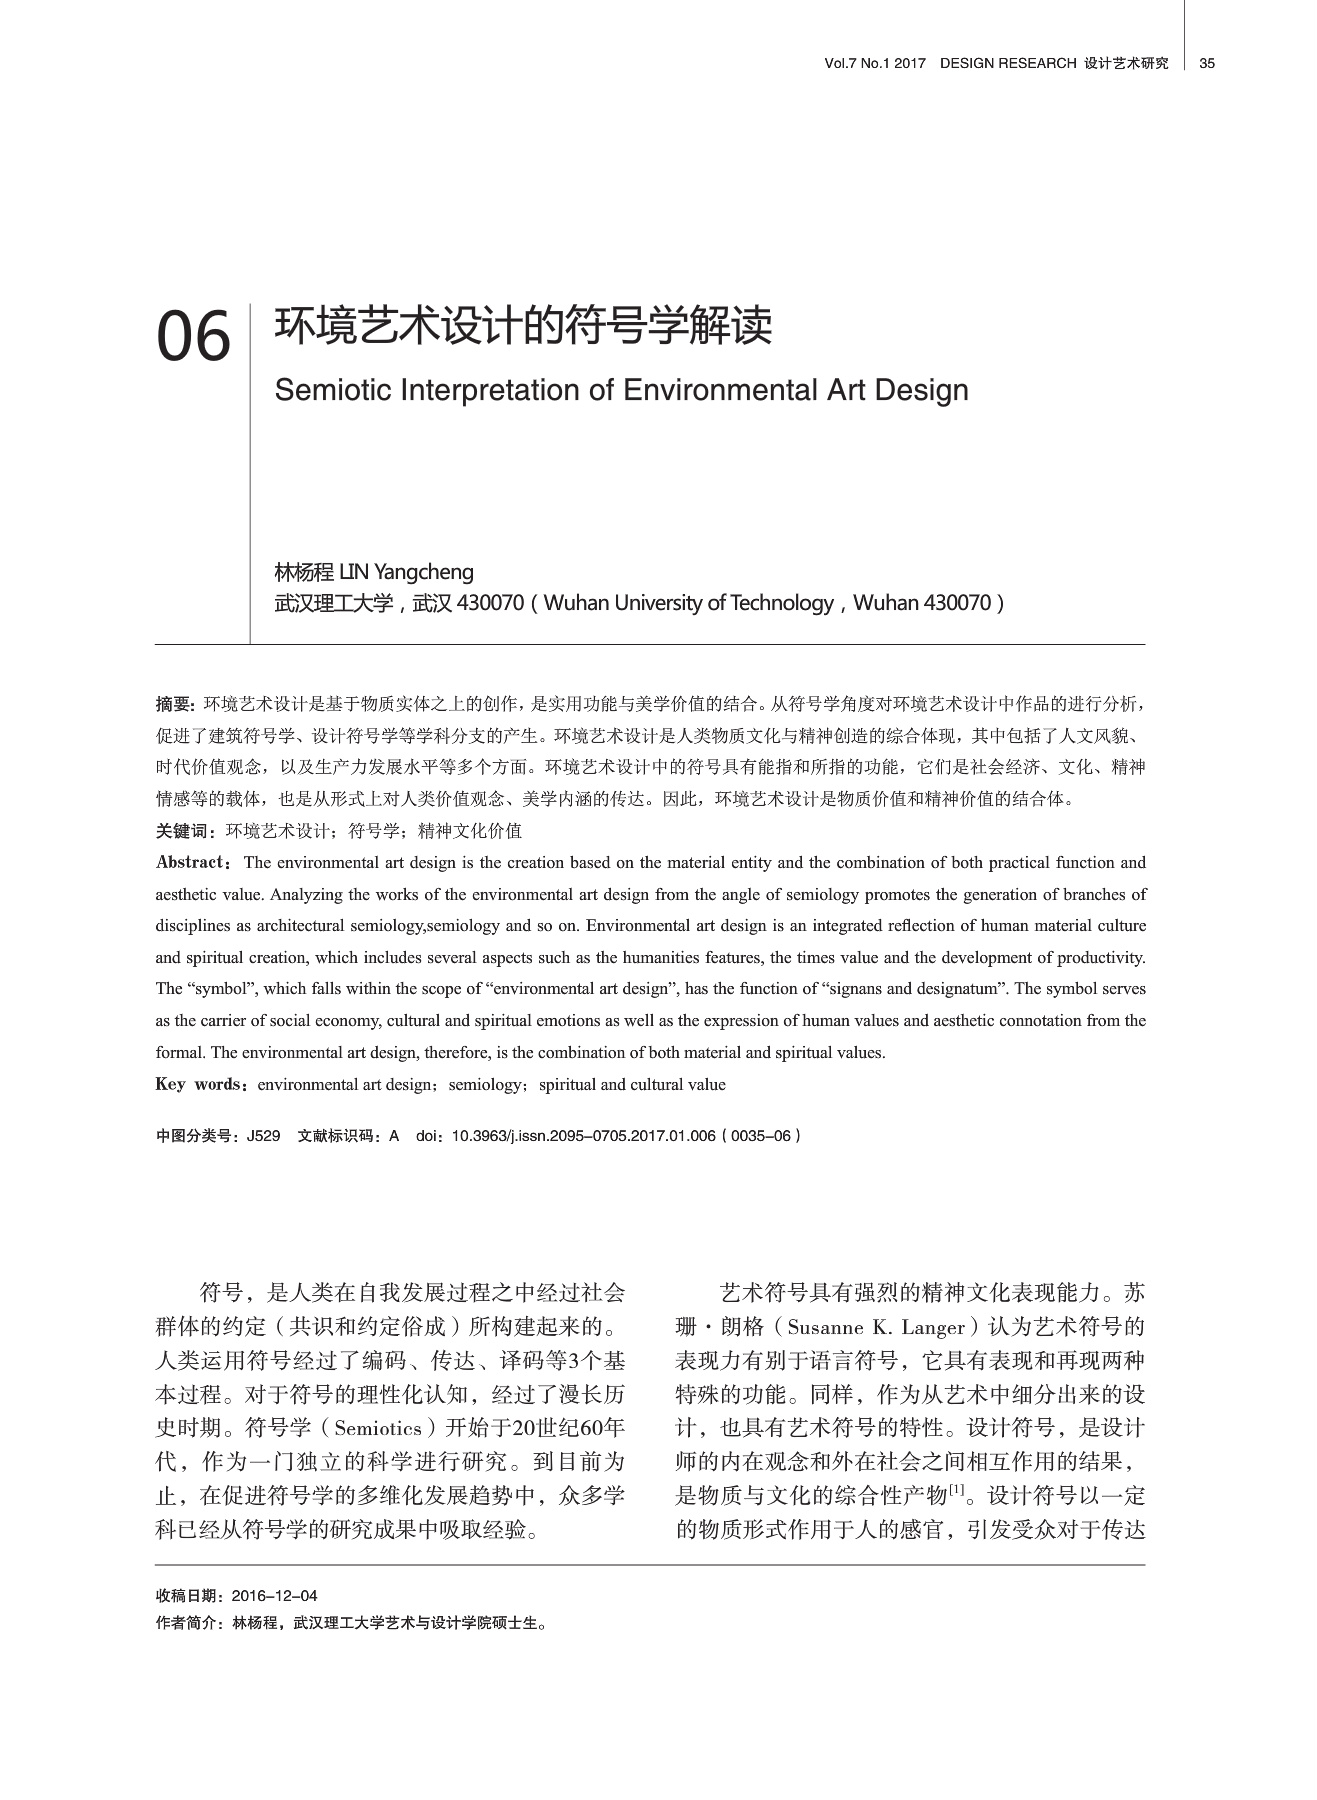 Vol.7 No.1 2017 DESIGN RESEARCH 设计艺术研究 35
06
环境艺术设计的符号学解读
Semiotic Interpretation of Environmental Art Design
林杨程 LIN Yangcheng
武汉理工大学，武汉 430070（Wuhan University of Technology，Wuhan 430070）
摘要：环境艺术设计是基于物质实体之上的创作，是实用功能与美学价值的结合。从符号学角度对环境艺术设计中作品的进行分析，
促进了建筑符号学、设计符号学等学科分支的产生。环境艺术设计是人类物质文化与精神创造的综合体现，其中包括了人文风貌、
时代价值观念，以及生产力发展水平等多个方面。环境艺术设计中的符号具有能指和所指的功能，它们是社会经济、文化、精神
情感等的载体，也是从形式上对人类价值观念、美学内涵的传达。因此，环境艺术设计是物质价值和精神价值的结合体。
关键词：环境艺术设计；符号学；精神文化价值
Abstract：The environmental art design is the creation based on the material entity and the combination of both practical function and
aesthetic value. Analyzing the works of the environmental art design from the angle of semiology promotes the generation of branches of
disciplines as architectural semiology,semiology and so on. Environmental art design is an integrated reflection of human material culture
and spiritual creation, which includes several aspects such as the humanities features, the times value and the development of productivity.
The “symbol”, which falls within the scope of “environmental art design”, has the function of “signans and designatum”. The symbol serves
as the carrier of social economy, cultural and spiritual emotions as well as the expression of human values and aesthetic connotation from the
formal. The environmental art design, therefore, is the combination of both material and spiritual values.
Key words：environmental art design；semiology；spiritual and cultural value
中图分类号：J529 文献标识码：A doi：10.3963/j.issn.2095–0705.2017.01.006（0035–06）
符号，是人类在自我发展过程之中经过社会
群体的约定（共识和约定俗成）所构建起来的。
人类运用符号经过了编码、传达、译码等3个基
本过程。对于符号的理性化认知，经过了漫长历
史时期。符号学（Semiotics）开始于20世纪60年
代，作为一门独立的科学进行研究。到目前为
止，在促进符号学的多维化发展趋势中，众多学
科已经从符号学的研究成果中吸取经验。
艺术符号具有强烈的精神文化表现能力。苏
珊·朗格（Susanne K. Langer）认为艺术符号的
表现力有别于语言符号，它具有表现和再现两种
特殊的功能。同样，作为从艺术中细分出来的设
计，也具有艺术符号的特性。设计符号，是设计
师的内在观念和外在社会之间相互作用的结果，
是物质与文化的综合性产物[1]。设计符号以一定
的物质形式作用于人的感官，引发受众对于传达
收稿日期：2016–12–04
作者简介：林杨程，武汉理工大学艺术与设计学院硕士生。